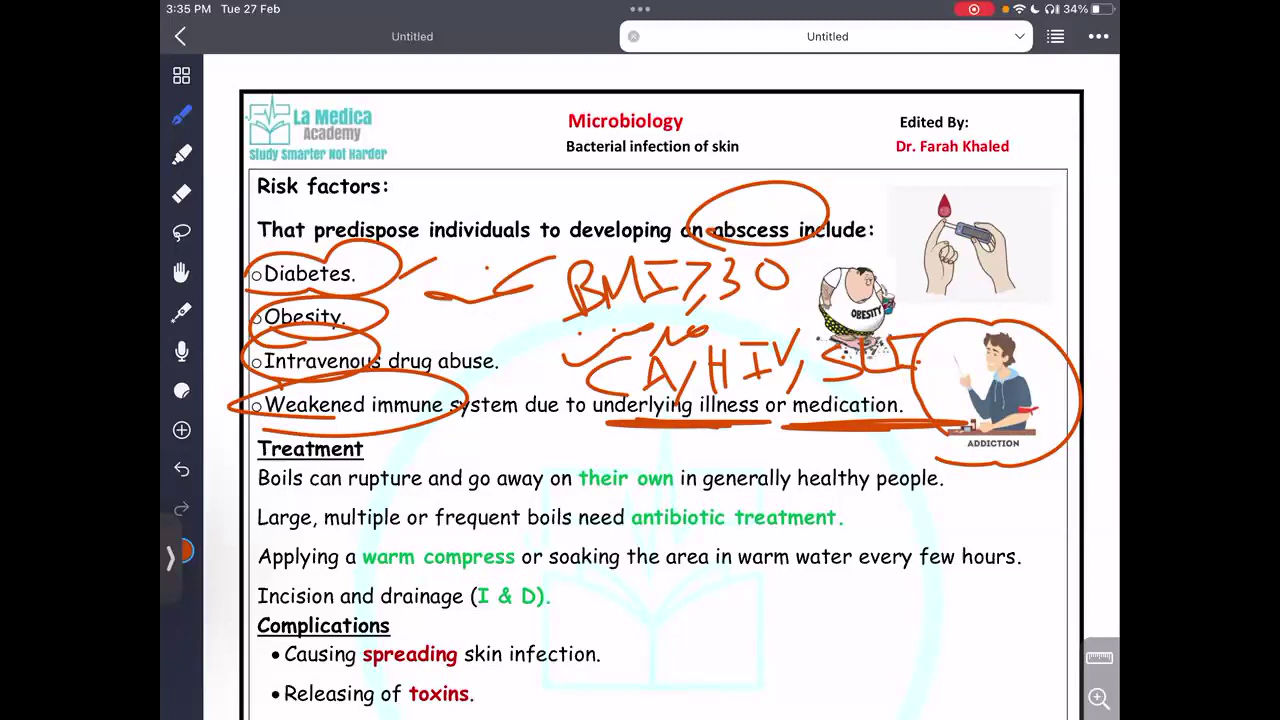 3:35 PM Tue 27 Feb
34%
Untitled
Untitled
La Medica
Academy
Study Smarter Not Harder
Microbiology
Bacterial infection of skin
Edited By:
Dr. Farah Khaled
Risk factors:
That predispose individuals to developing an abscess include:
Diabetes.
BMI ≥ 30
Obesity.
OBESITY
Intravenous drug abuse.
CA, HIV,
Weakened immune system due to underlying illness or medication.
ADDICTION
Treatment
Boils can rupture and go away on their own in generally healthy people.
Large, multiple or frequent boils need antibiotic treatment.
Applying a warm compress or soaking the area in warm water every few hours.
Incision and drainage (I & D).
Complications
• Causing spreading skin infection.
• Releasing of toxins.